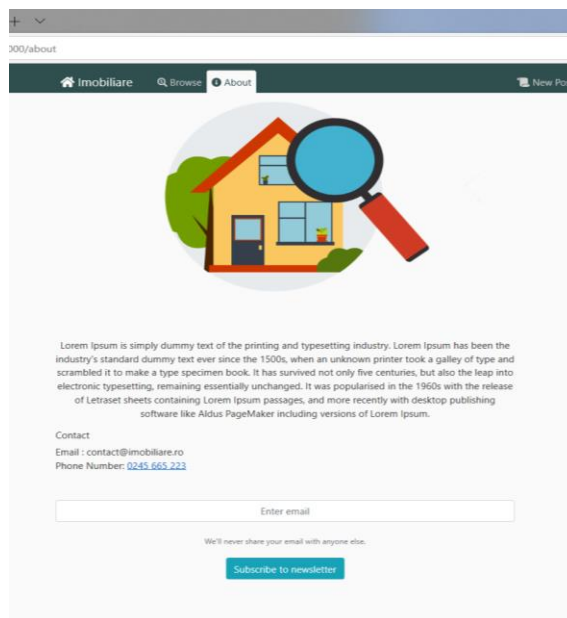 000/about
Imobiliare Browse About New Po
Lorem Ipsum is simply dummy text of the printing and typesetting industry. Lorem Ipsum has been the
industry's standard dummy text ever since the 1500s, when an unknown printer took a galley of type and
scrambled it to make a type specimen book. It has survived not only five centuries, but also the leap into
electronic typesetting, remaining essentially unchanged. It was popularised in the 1960s with the release
of Letraset sheets containing Lorem Ipsum passages, and more recently with desktop publishing
software like Aldus PageMaker including versions of Lorem Ipsum.
Contact
Email : contact@imobiliare.ro
Phone Number: 0245 665 223
Enter email
We'll never share your email with anyone else.
Subscribe to newsletter